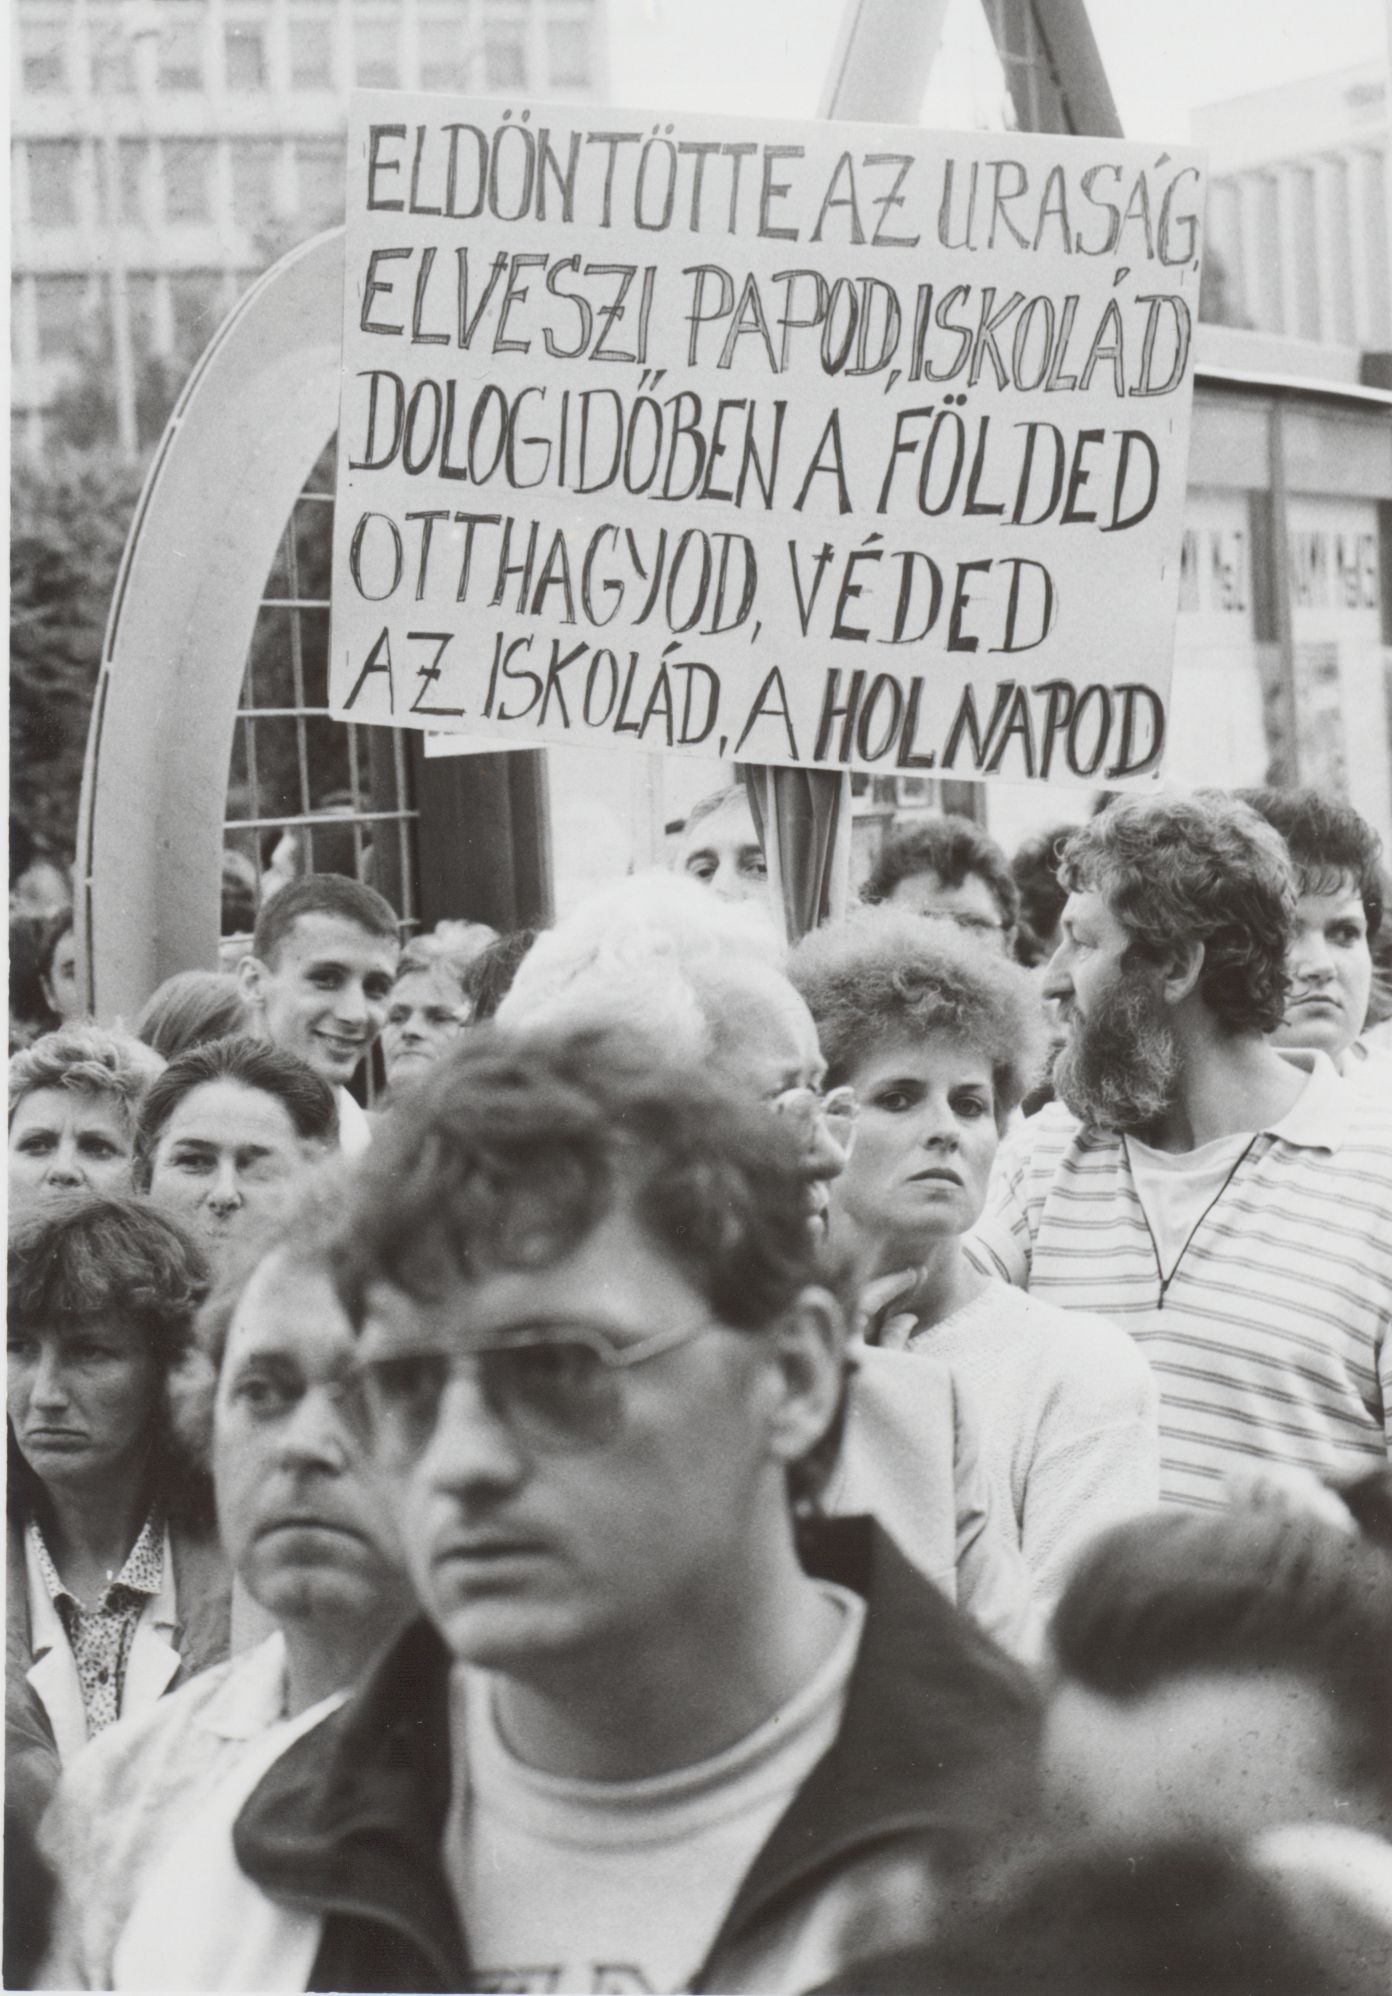 ELDÖNTÖTTE AZ URASÁG,
ELVESZI PAPOD, ISKOLÁD
DOLOGIDŐBEN A FÖLDED
OTTHAGYOD, VÉDED
AZ ISKOLÁD, A HOLNAPOD